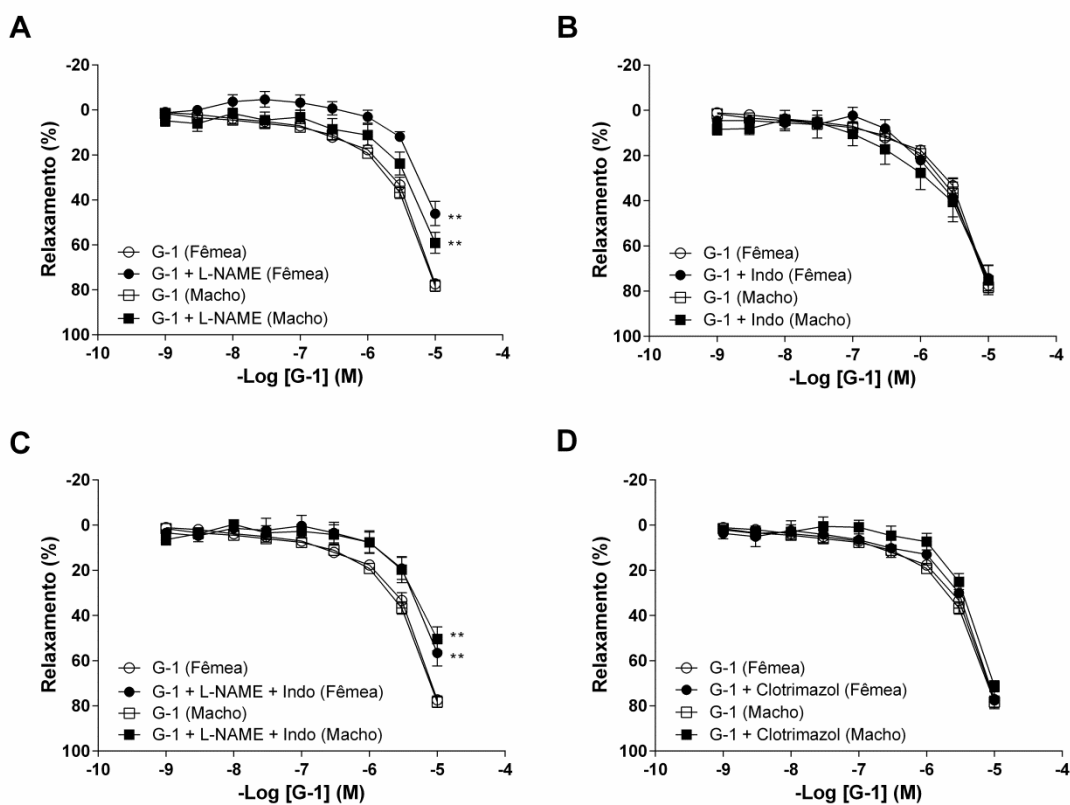 A
-20
0
20
40
60
80
100
Relaxamento (%)
**
**
G-1 (Fêmea)
G-1 + L-NAME (Fêmea)
G-1 (Macho)
G-1 + L-NAME (Macho)
-10 -9 -8 -7 -6 -5 -4
-Log [G-1] (M)
B
-20
0
20
40
60
80
100
Relaxamento (%)
G-1 (Fêmea)
G-1 + Indo (Fêmea)
G-1 (Macho)
G-1 + Indo (Macho)
-10 -9 -8 -7 -6 -5 -4
-Log [G-1] (M)
C
-20
0
20
40
60
80
100
Relaxamento (%)
**
**
G-1 (Fêmea)
G-1 + L-NAME + Indo (Fêmea)
G-1 (Macho)
G-1 + L-NAME + Indo (Macho)
-10 -9 -8 -7 -6 -5 -4
-Log [G-1] (M)
D
-20
0
20
40
60
80
100
Relaxamento (%)
G-1 (Fêmea)
G-1 + Clotrimazol (Fêmea)
G-1 (Macho)
G-1 + Clotrimazol (Macho)
-10 -9 -8 -7 -6 -5 -4
-Log [G-1] (M)